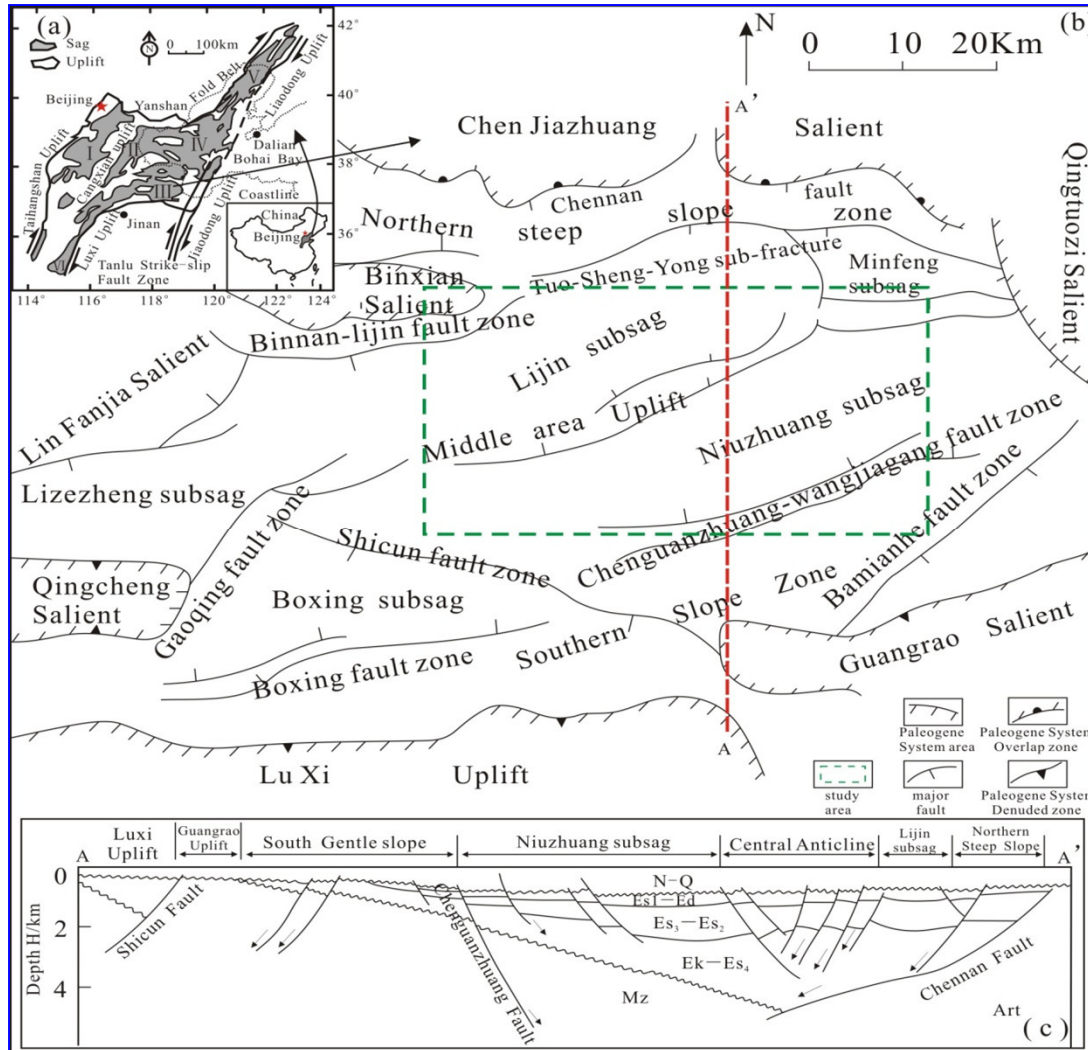 (a)
Sag
Uplift
N
0 100km
42°
40°
38°
36°
34°
114°
116°
118°
120°
122°
124°
Beijing
Yanshan
Fold Belt
Liaodong Uplift
Taihangshan Uplift
Cangxian uplift
I
II
III
IV
V
VI
Dalian
Bohai Bay
Coastline
Jinan
Luxi Uplift
Jiaodong Uplift
Tanlu Strike-slip
Fault Zone
China
Beijing
(b)
N
0 10 20Km
A'
Chen Jiazhuang Salient
Chennan fault zone
Northern steep slope
Qingtuozi Salient
Tuo-Sheng-Yong sub-fracture
Minfeng
subsag
Binxian
Salient
Binnan-lijin fault zone
Lijin subsag
Lin Fanjia Salient
Middle area Uplift
Niuzhuang subsag
Lizezheng subsag
Chenguanzhuang-wangjiagang fault zone
Gaoqing fault zone
Shicun fault zone
Bamianhe fault zone
Qingcheng
Salient
Boxing subsag
Southern Slope Zone
Boxing fault zone
Guangrao Salient
A
Lu Xi Uplift
Paleogene
System area
Paleogene System
Overlap zone
study
area
major
fault
Paleogene System
Denuded zone
A
Luxi
Uplift
Guangrao
Uplift
South Gentle slope
Niuzhuang subsag
Central Anticline
Lijin
subsag
Northern
Steep Slope
A'
Depth H/km
0
2
4
Shicun Fault
Chenguanzhuang Fault
N-Q
Es1-Ed
Es₃-Es₂
Ek-Es₄
Mz
Chennan Fault
Art
(c)